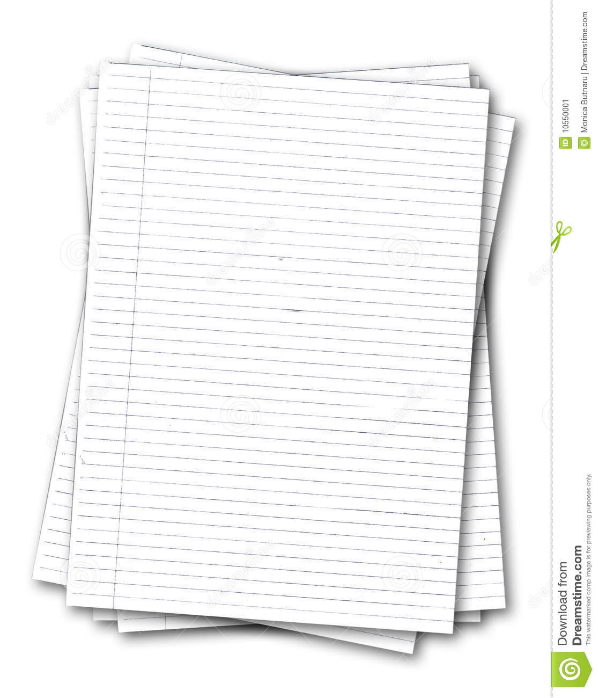 ID 10550001
© Monica Butnaru | Dreamstime.com
Download from
Dreamstime.com
This watermarked comp image is for previewing purposes only.